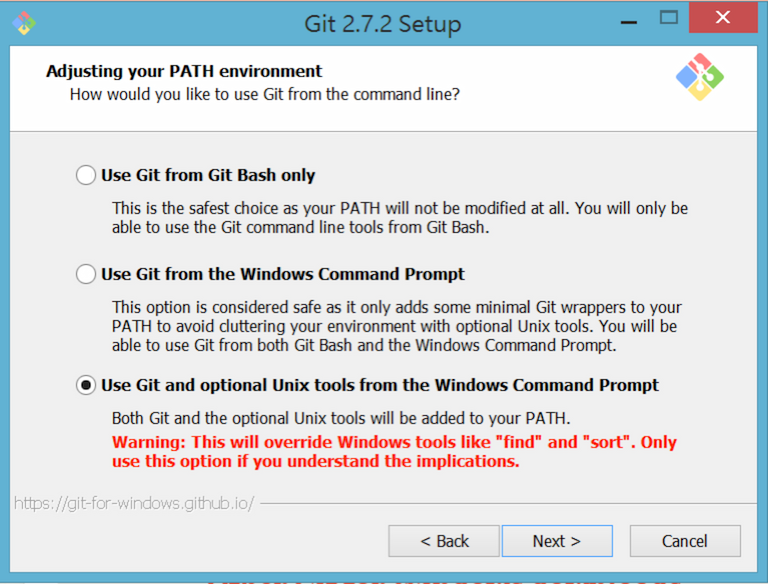 Git 2.7.2 Setup
Adjusting your PATH environment
How would you like to use Git from the command line?
Use Git from Git Bash only
This is the safest choice as your PATH will not be modified at all. You will only be
able to use the Git command line tools from Git Bash.
Use Git from the Windows Command Prompt
This option is considered safe as it only adds some minimal Git wrappers to your
PATH to avoid cluttering your environment with optional Unix tools. You will be
able to use Git from both Git Bash and the Windows Command Prompt.
Use Git and optional Unix tools from the Windows Command Prompt
Both Git and the optional Unix tools will be added to your PATH.
Warning: This will override Windows tools like "find" and "sort". Only
use this option if you understand the implications.
https://git-for-windows.github.io/
< Back Next > Cancel